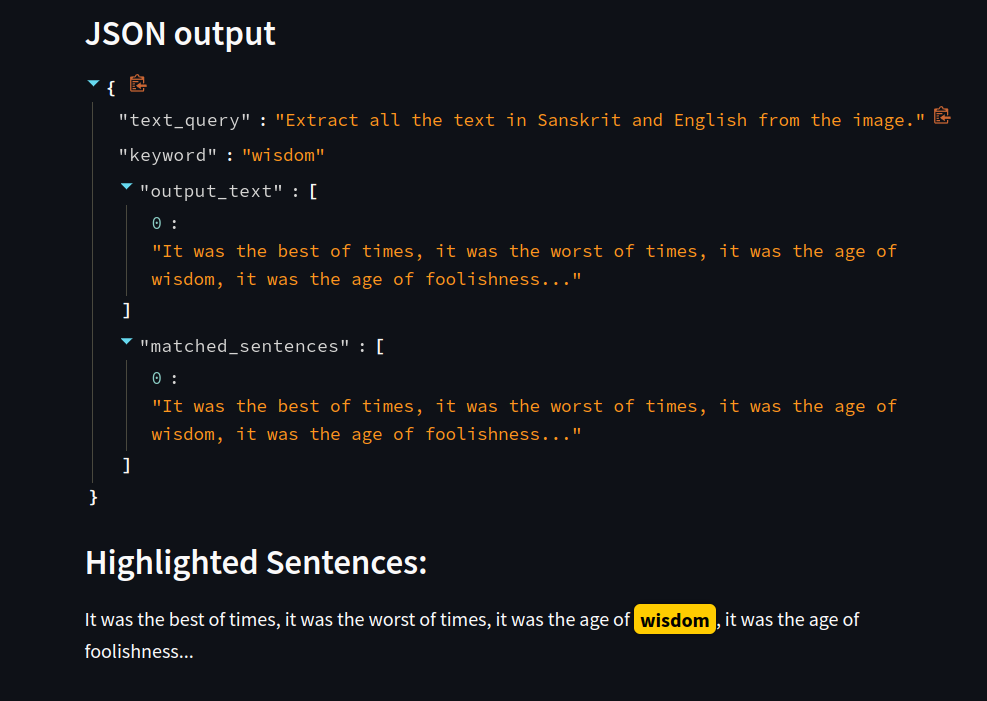 JSON output
{
"text_query" : "Extract all the text in Sanskrit and English from the image."
"keyword" : "wisdom"
"output_text" : [
0 :
"It was the best of times, it was the worst of times, it was the age of
wisdom, it was the age of foolishness..."
]
"matched_sentences" : [
0 :
"It was the best of times, it was the worst of times, it was the age of
wisdom, it was the age of foolishness..."
]
}
Highlighted Sentences:
It was the best of times, it was the worst of times, it was the age of wisdom, it was the age of
foolishness...